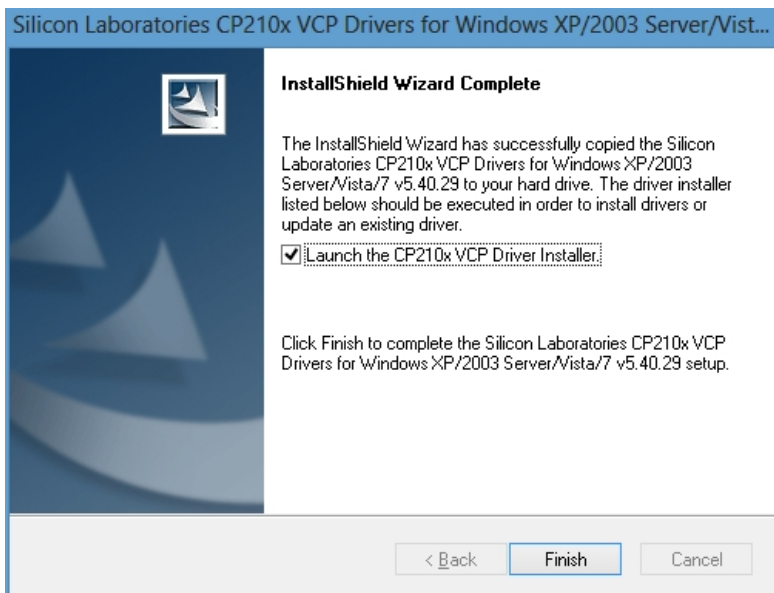 Silicon Laboratories CP210x VCP Drivers for Windows XP/2003 Server/Vist...
InstallShield Wizard Complete
The InstallShield Wizard has successfully copied the Silicon
Laboratories CP210x VCP Drivers for Windows XP/2003
Server/Vista/7 v5.40.29 to your hard drive. The driver installer
listed below should be executed in order to install drivers or
update an existing driver.
Launch the CP210x VCP Driver Installer.
Click Finish to complete the Silicon Laboratories CP210x VCP
Drivers for Windows XP/2003 Server/Vista/7 v5.40.29 setup.
< Back Finish Cancel